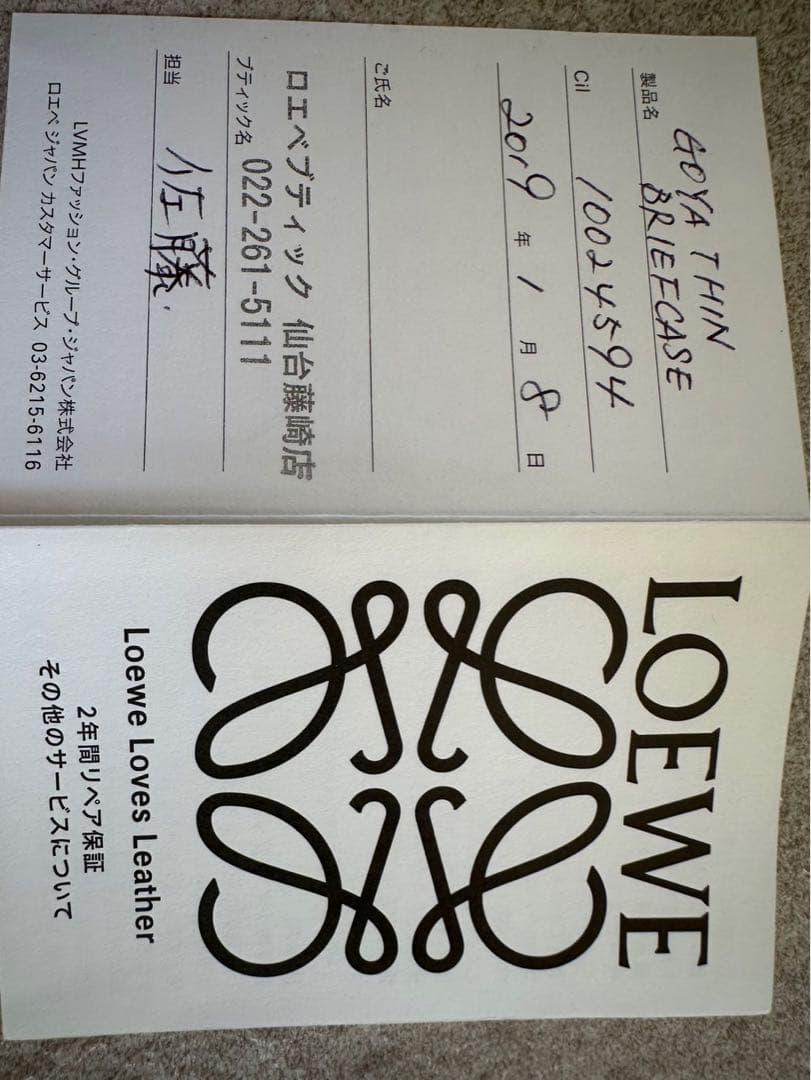 GOYA THIN
製品名 BRIEFCASE
Cil 10024594
2019 年 1 月 8 日
ご氏名
ロエベブティック 仙台藤崎店
ブティック名 022-261-5111
担当 佐藤.
LVMHファッション・グループ・ジャパン株式会社
ロエベ ジャパン カスタマーサービス 03-6215-6116
LOEWE
Loewe Loves Leather
2年間リペア保証
その他のサービスについて